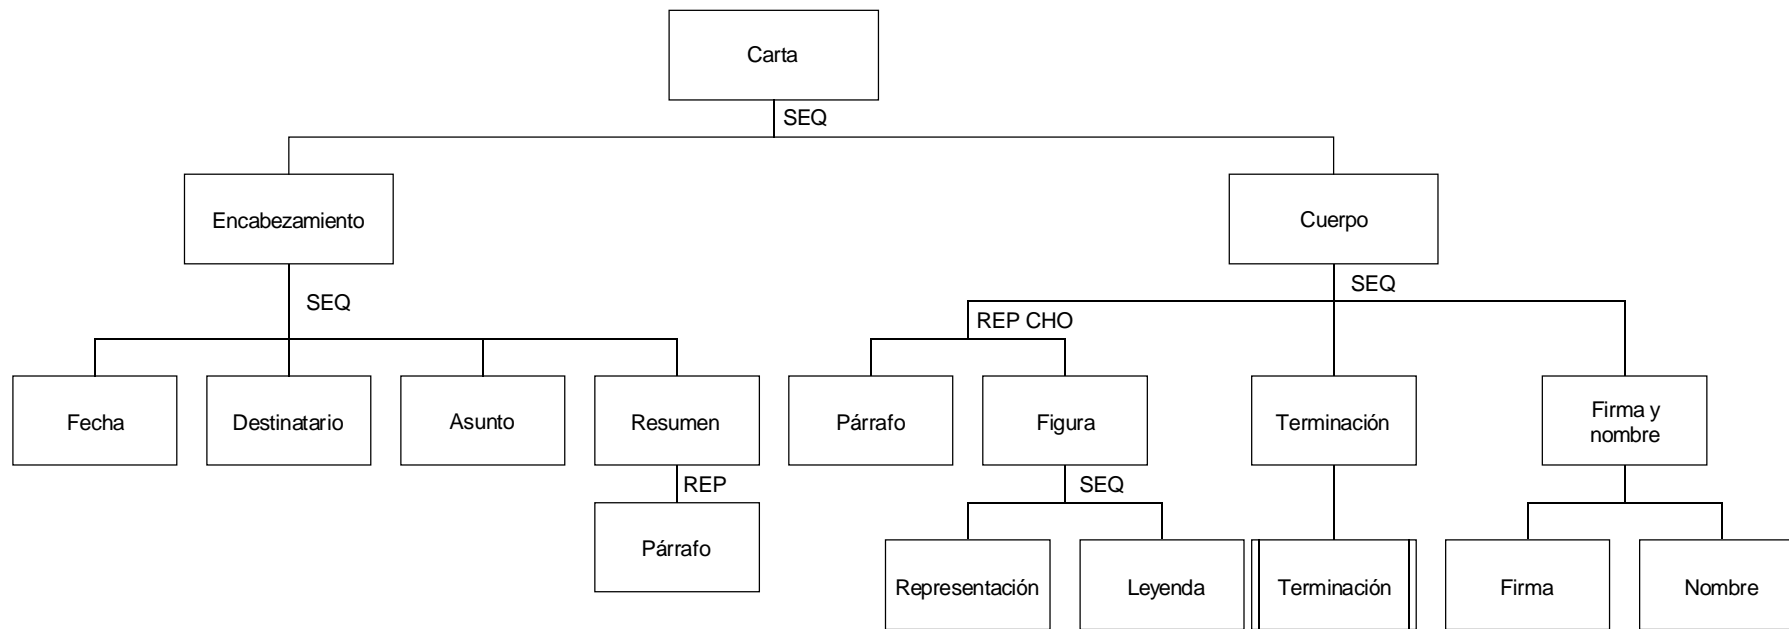 Carta
SEQ
Encabezamiento
Cuerpo
SEQ
SEQ
REP CHO
Fecha
Destinatario
Asunto
Resumen
Párrafo
Figura
Terminación
Firma y
nombre
REP
SEQ
Párrafo
Representación
Leyenda
Terminación
Firma
Nombre